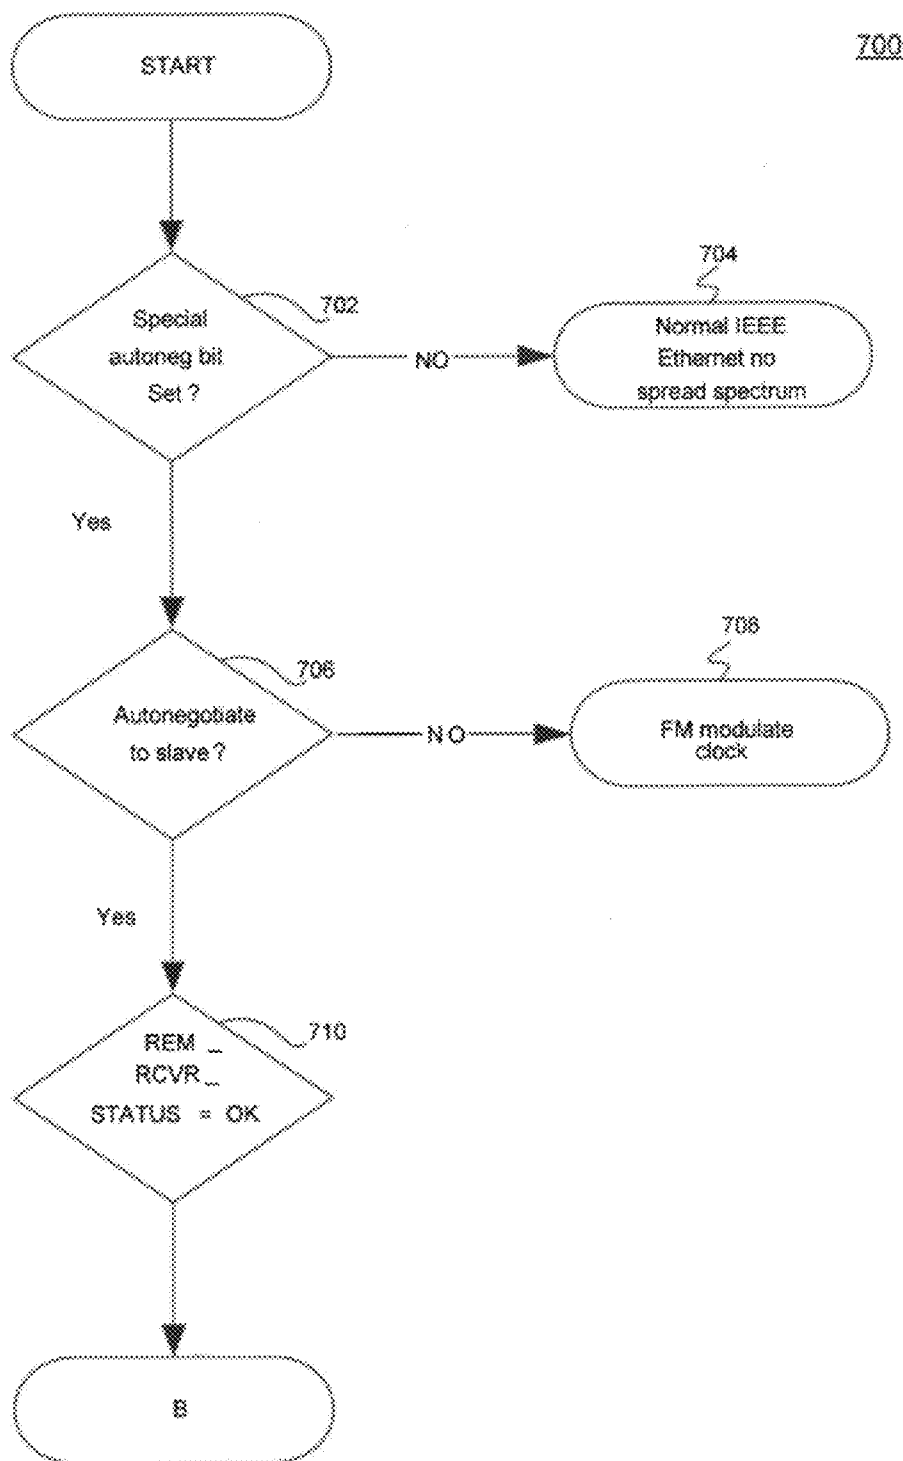 700
START
702
Special
autoneg bit
Set ?
NO
704
Normal IEEE
Ethernet no
spread spectrum
Yes
706
Autonegotiate
to slave ?
NO
708
FM modulate
clock
Yes
710
REM _
RCVR _
STATUS = OK
B